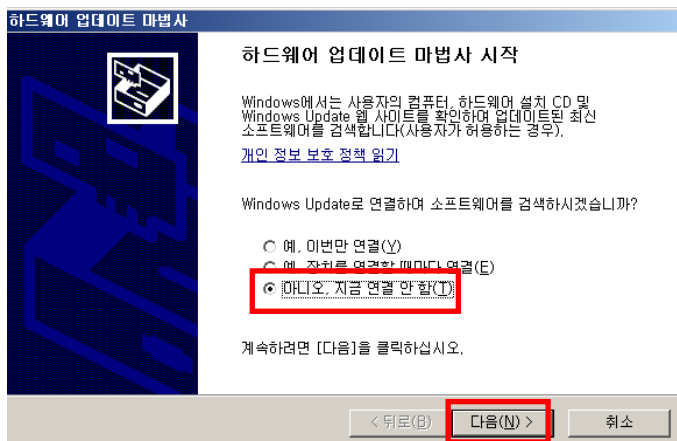 하드웨어 업데이트 마법사
하드웨어 업데이트 마법사 시작
Windows에서는 사용자의 컴퓨터, 하드웨어 설치 CD 및
Windows Update 웹 사이트를 확인하여 업데이트된 최신
소프트웨어를 검색합니다(사용자가 허용하는 경우).
개인 정보 보호 정책 읽기
Windows Update로 연결하여 소프트웨어를 검색하시겠습니까?
예, 이번만 연결(Y)
예, 장치를 연결할 때마다 연결(E)
아니오, 지금 연결 안 함(T)
계속하려면 [다음]을 클릭하십시오.
< 뒤로(B)
다음(N) >
취소